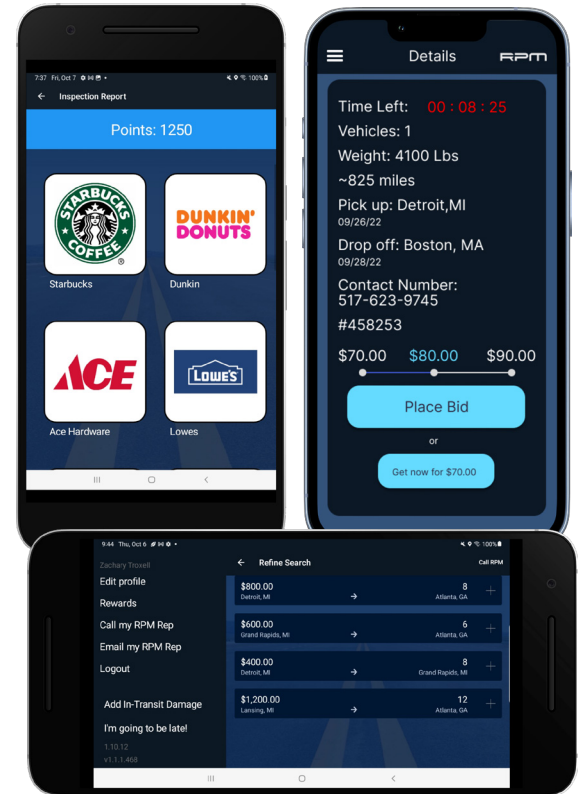 7:37 Fri, Oct 7
100%
Inspection Report
Points: 1250
STARBUCKS
COFFEE
DUNKIN'
DONUTS
Starbucks
Dunkin
ACE
LOWE'S
Ace Hardware
Lowes
Details
RPM
Time Left: 00 : 08 : 25
Vehicles: 1
Weight: 4100 Lbs
~825 miles
Pick up: Detroit,MI
09/26/22
Drop off: Boston, MA
09/28/22
Contact Number:
517-623-9745
#458253
$70.00 $80.00 $90.00
Place Bid
or
Get now for $70.00
9:44 Thu, Oct 6
100%
Zachary Troxell
Edit profile
Rewards
Call my RPM Rep
Email my RPM Rep
Logout
Add In-Transit Damage
I'm going to be late!
1.10.12
v1.1.1.468
Refine Search
Call RPM
$800.00 8
Detroit, MI → Atlanta, GA
$600.00 6
Grand Rapids, MI → Atlanta, GA
$400.00 8
Detroit, MI → Grand Rapids, MI
$1,200.00 12
Lansing, MI → Atlanta, GA